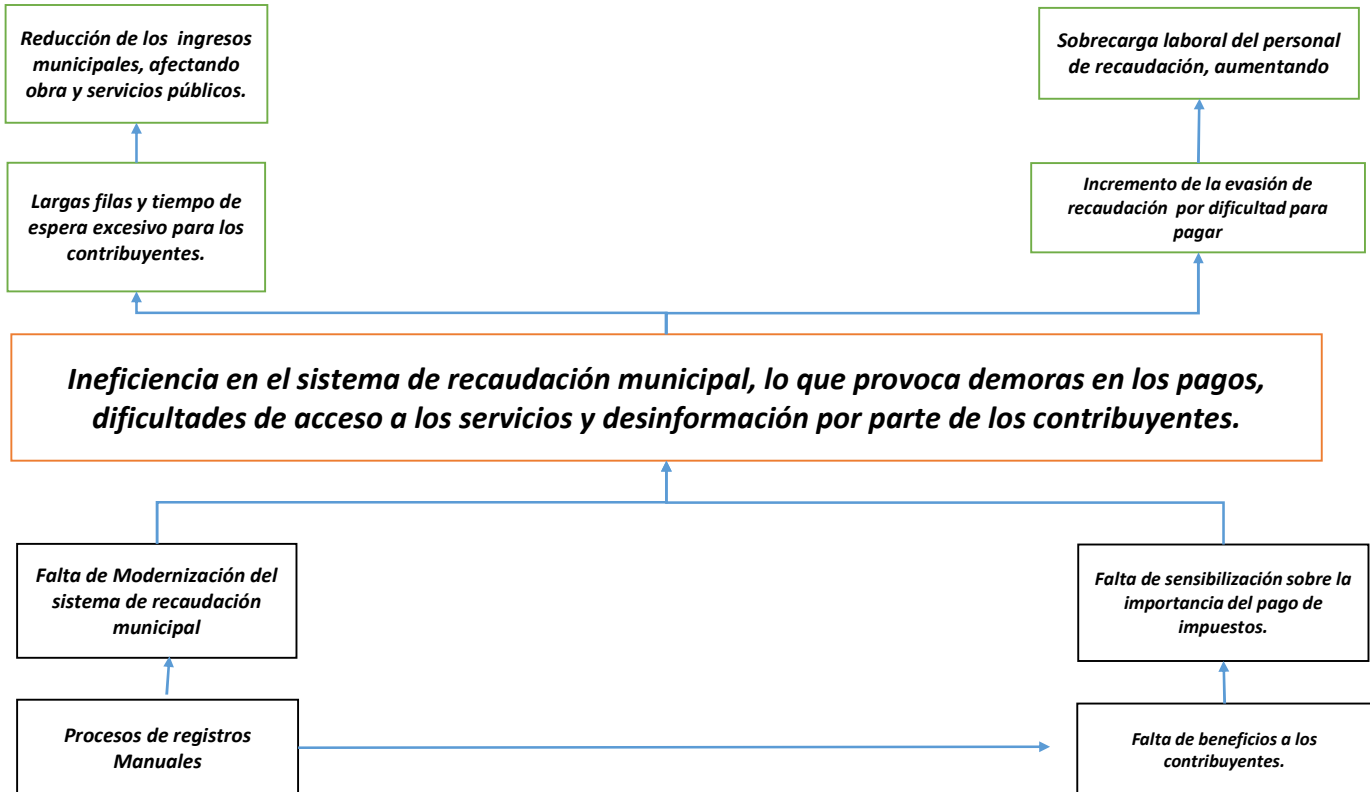 Reducción de los ingresos
municipales, afectando
obra y servicios públicos.
Sobrecarga laboral del personal
de recaudación, aumentando
Largas filas y tiempo de
espera excesivo para los
contribuyentes.
Incremento de la evasión de
recaudación por dificultad para
pagar
Ineficiencia en el sistema de recaudación municipal, lo que provoca demoras en los pagos,
dificultades de acceso a los servicios y desinformación por parte de los contribuyentes.
Falta de Modernización del
sistema de recaudación
municipal
Falta de sensibilización sobre la
importancia del pago de
impuestos.
Procesos de registros
Manuales
Falta de beneficios a los
contribuyentes.